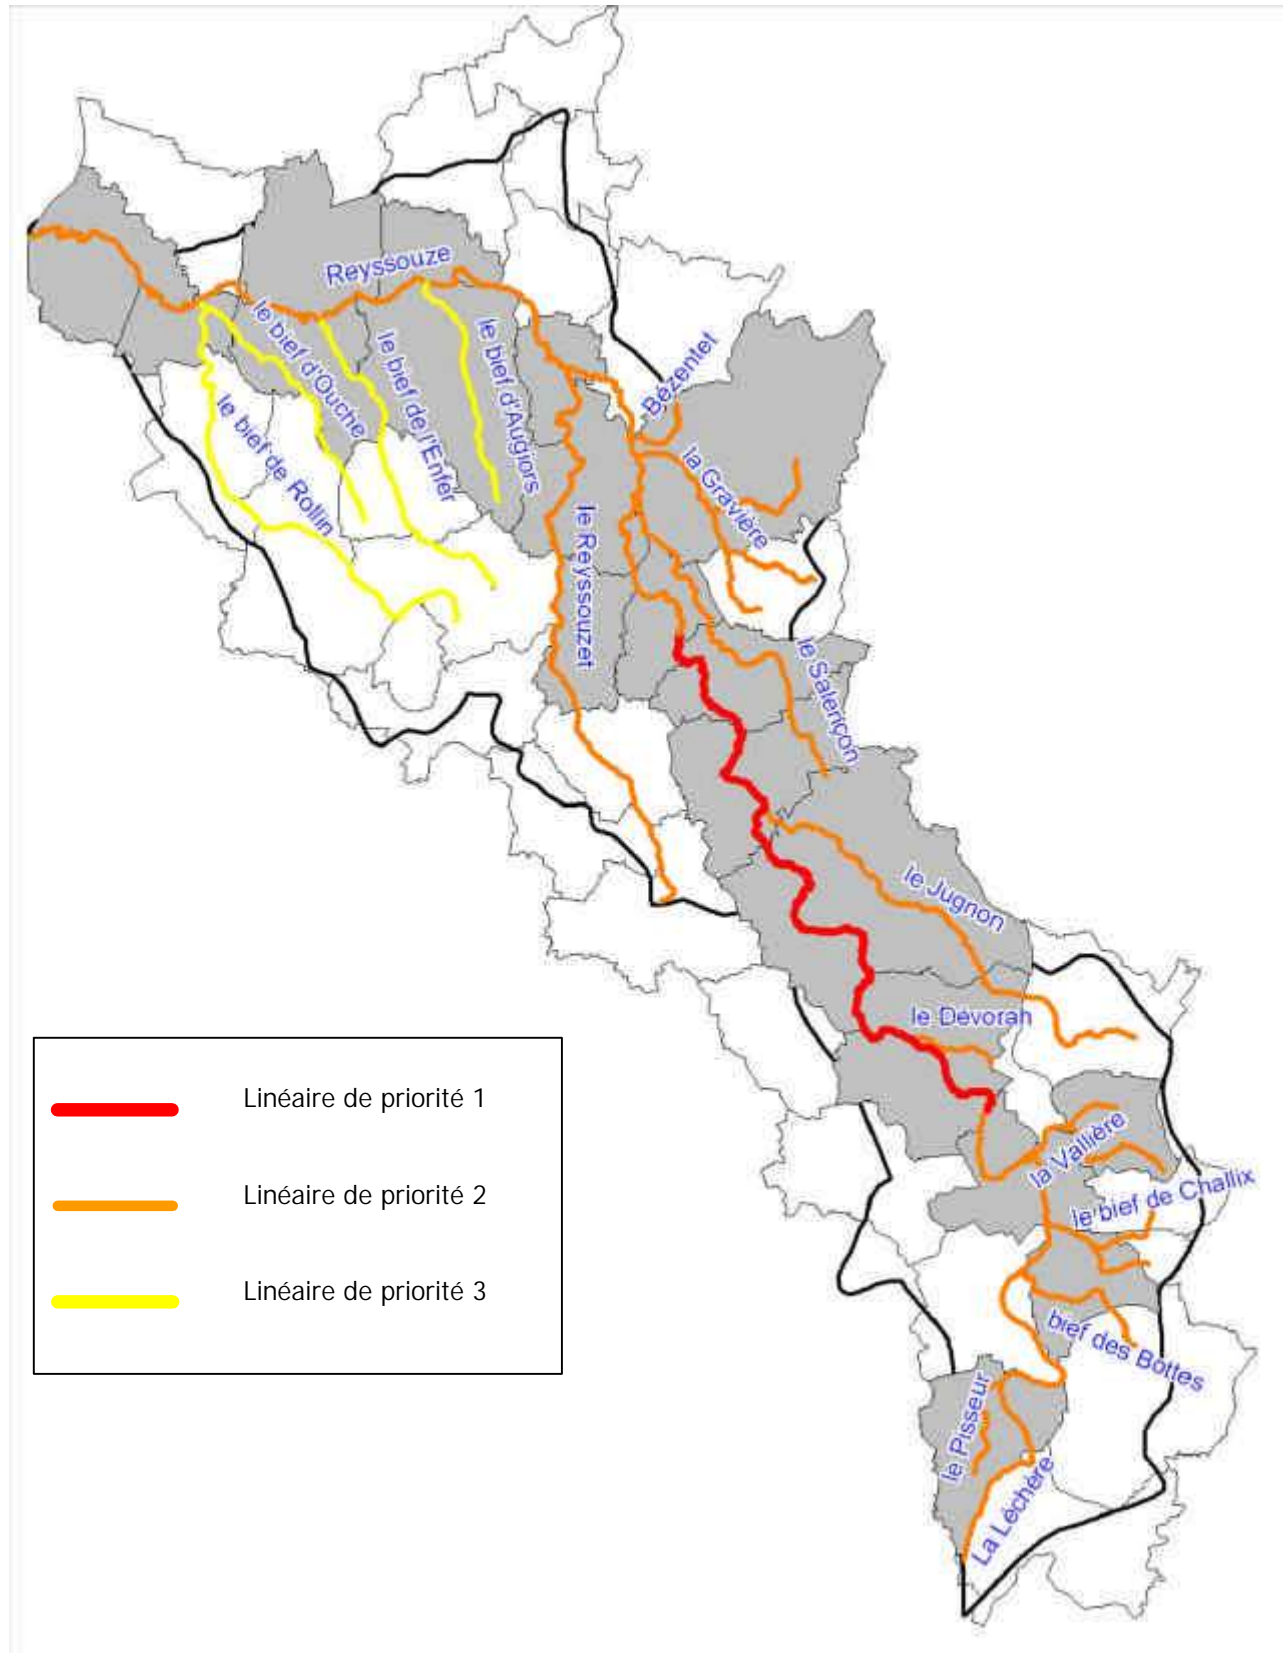 Reyssouze
le bief d'Ouche
le bief de l'Enfer
le bief d'Augiors
Bézentet
le bief de Rollin
la Gravière
le Reyssouzet
le Salençon
le Jugnon
le Dévorah
la Vallière
le bief de Challix
bief des Bottes
le Pisseur
La Léchère
Linéaire de priorité 1
Linéaire de priorité 2
Linéaire de priorité 3